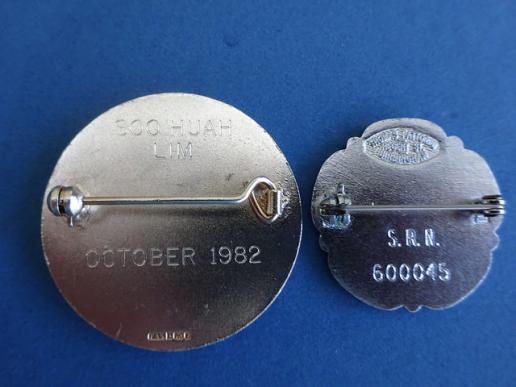 SOO HUAH
LIM
OCTOBER 1982
S.R.N.
600045